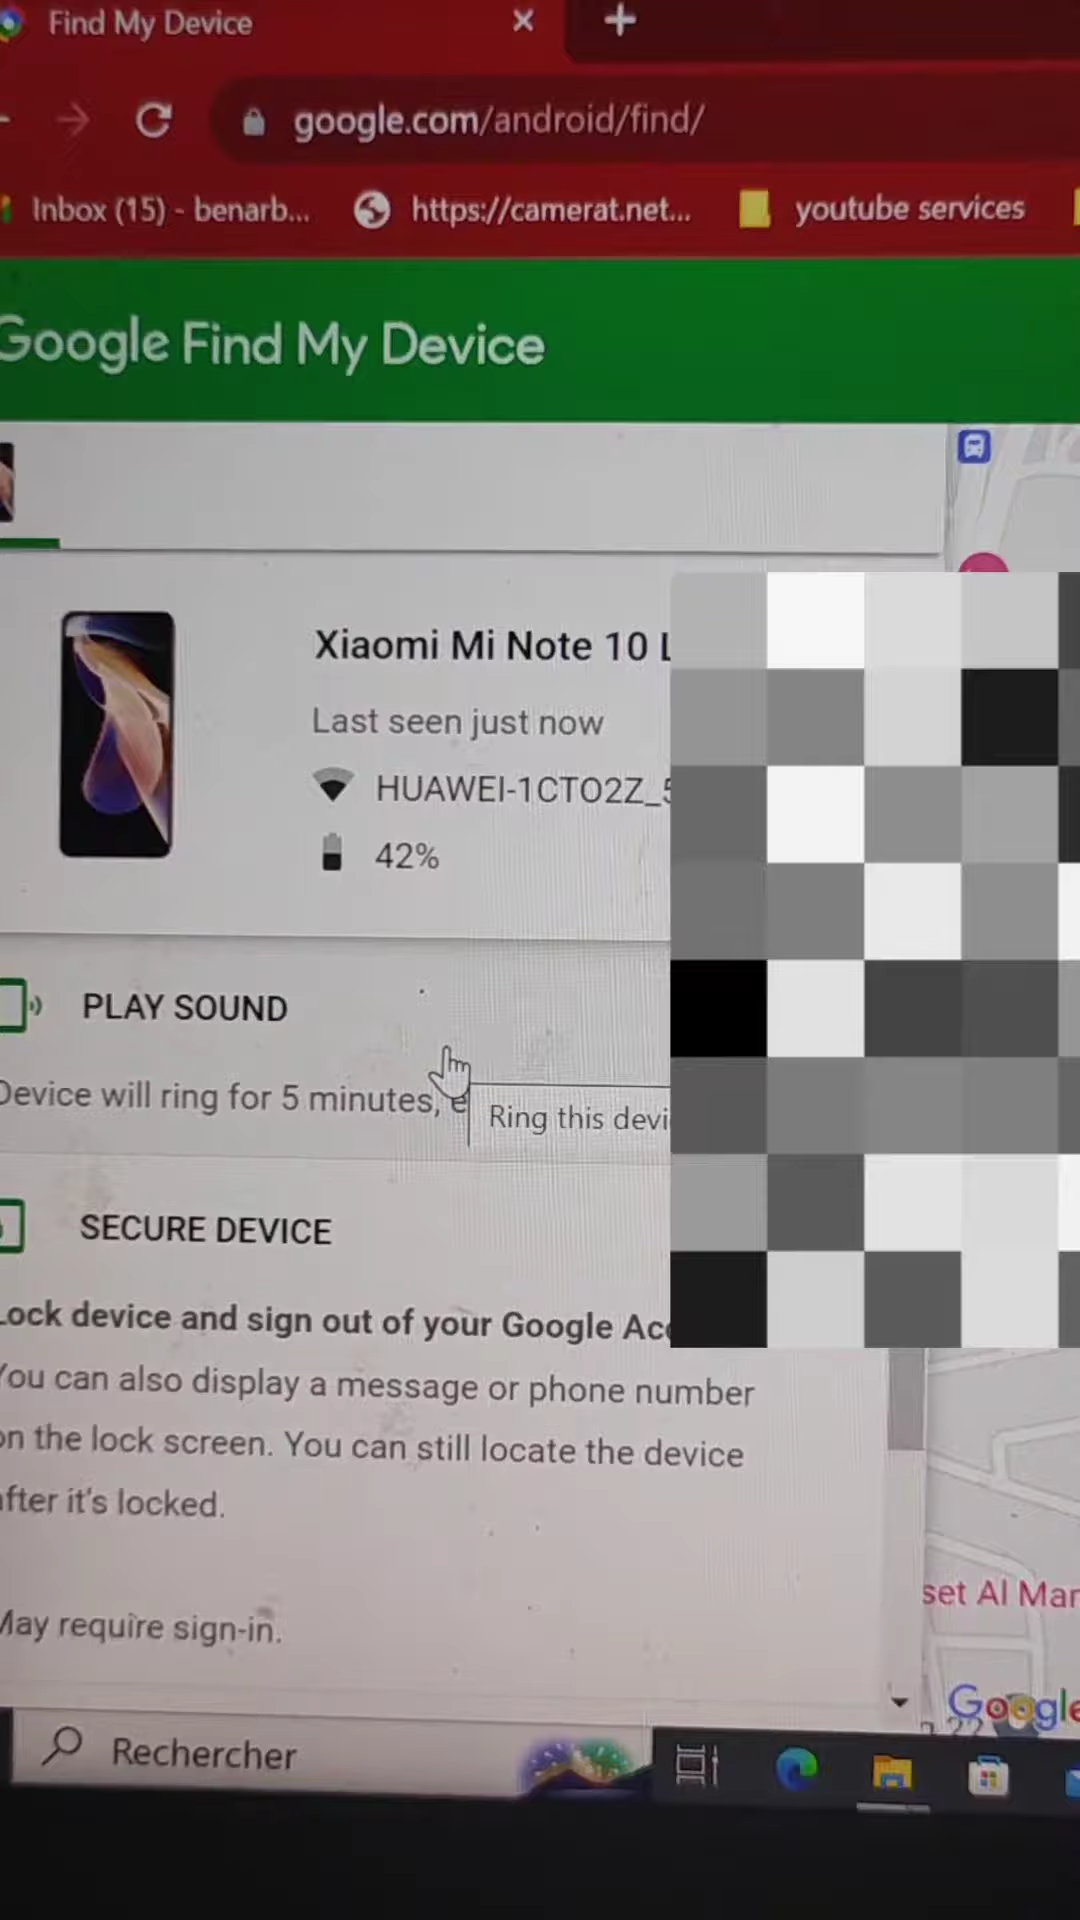 Find My Device
google.com/android/find/
Inbox (15) - benarb... https://camerat.net... youtube services
Google Find My Device
Xiaomi Mi Note 10 L
Last seen just now
HUAWEI-1CTO2Z_5
42%
PLAY SOUND
Device will ring for 5 minutes, e
Ring this devi
SECURE DEVICE
Lock device and sign out of your Google Acc
You can also display a message or phone number
on the lock screen. You can still locate the device
after it's locked.
set Al Mar
May require sign-in.
Google
Rechercher